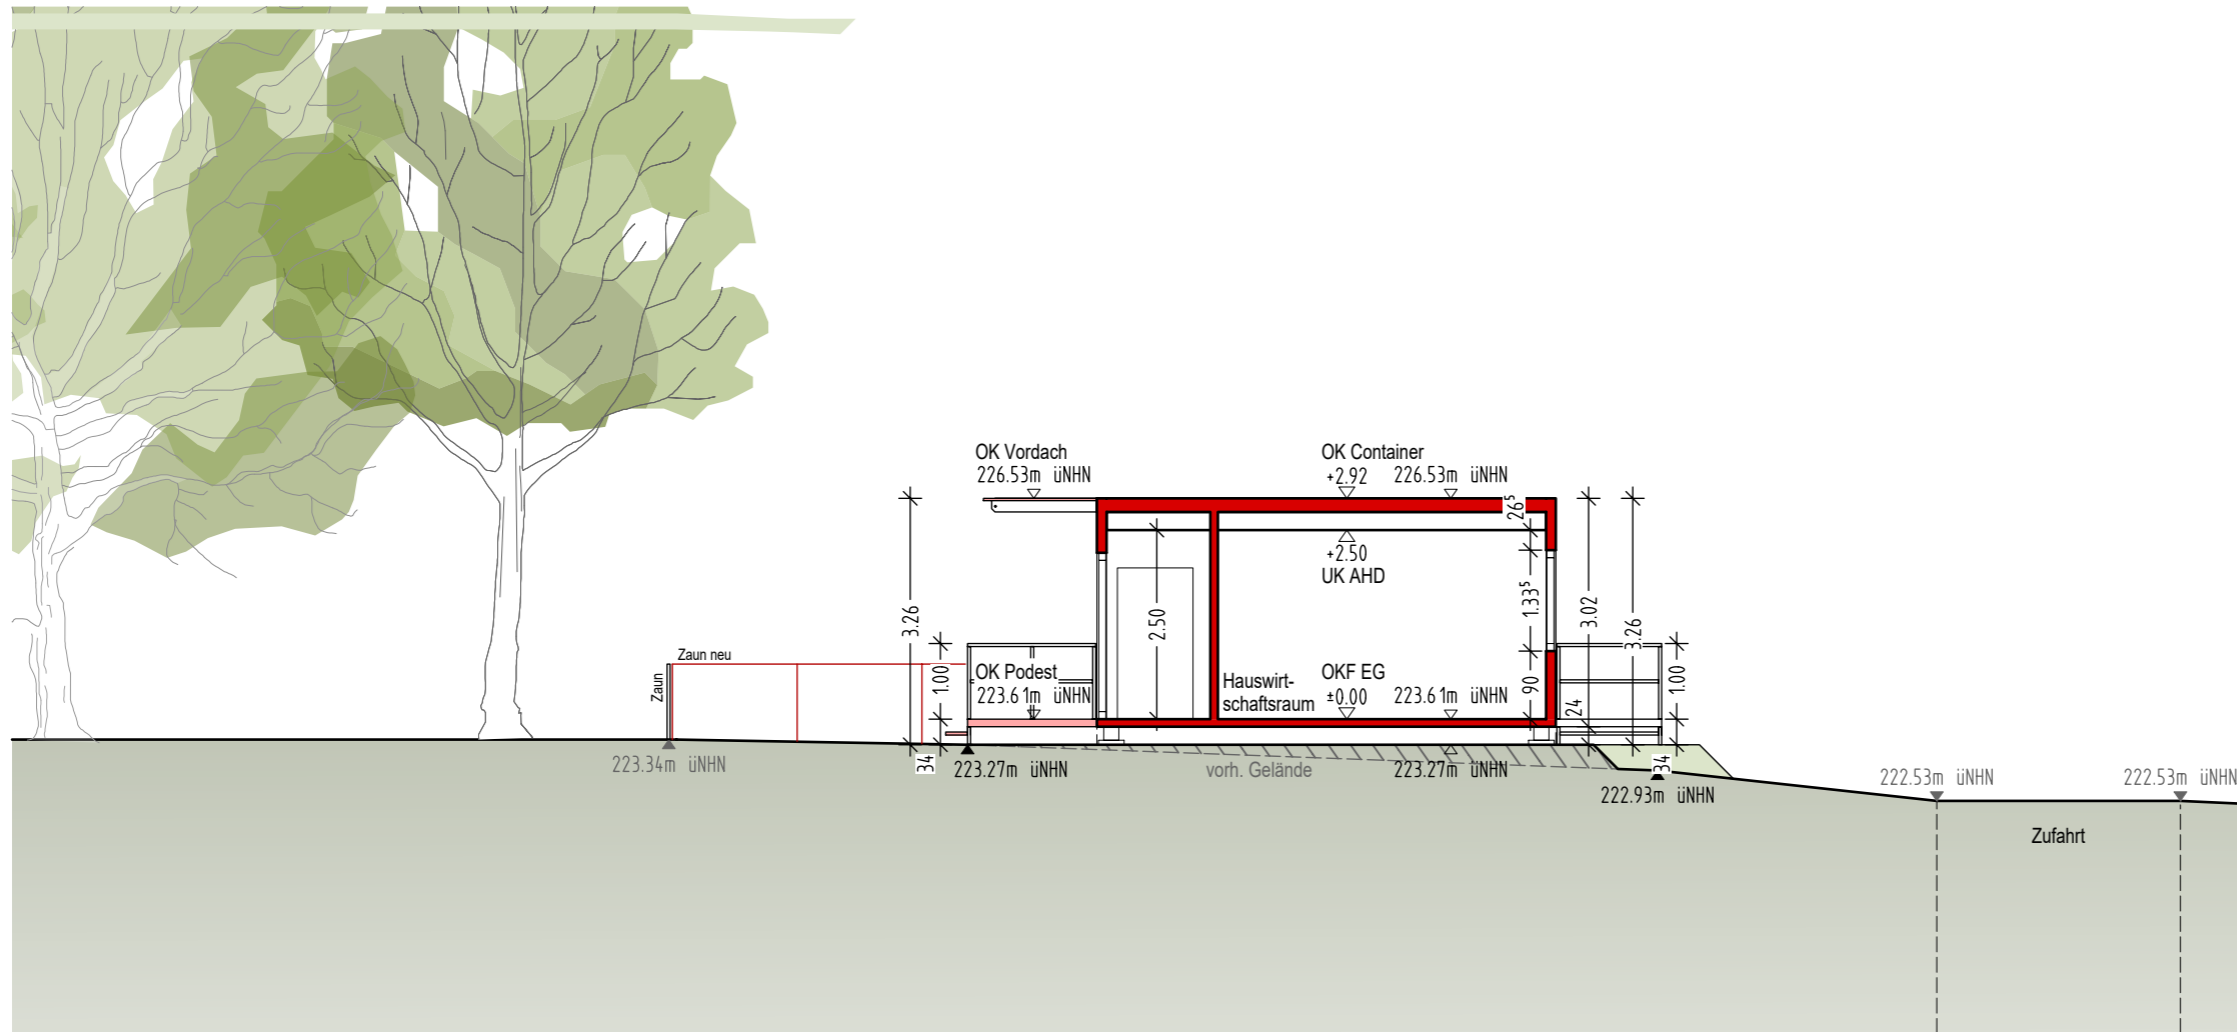 OK Vordach
226.53m üNHN
OK Container
+2.92 226.53m üNHN
26⁵
+2.50
UK AHD
2.50
1.33⁵
3.02
3.26
3.26
Zaun neu
Zaun
1.00
OK Podest
223.61m üNHN
Hauswirt-
schaftsraum
OKF EG
±0.00 223.61m üNHN
90
24
1.00
223.34m üNHN
34
223.27m üNHN
vorh. Gelände
223.27m üNHN
34
222.93m üNHN
222.53m üNHN
222.53m üNHN
Zufahrt